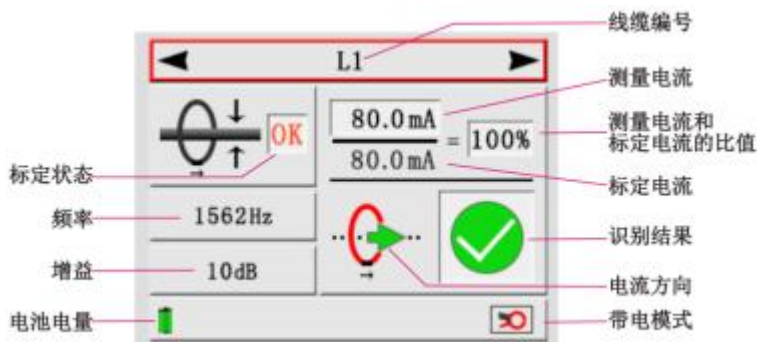 线缆编号
L1
测量电流
80.0mA
OK
=
100%
测量电流和
标定电流的比值
80.0mA
标定状态
标定电流
频率
1562Hz
识别结果
增益
10dB
电流方向
电池电量
带电模式